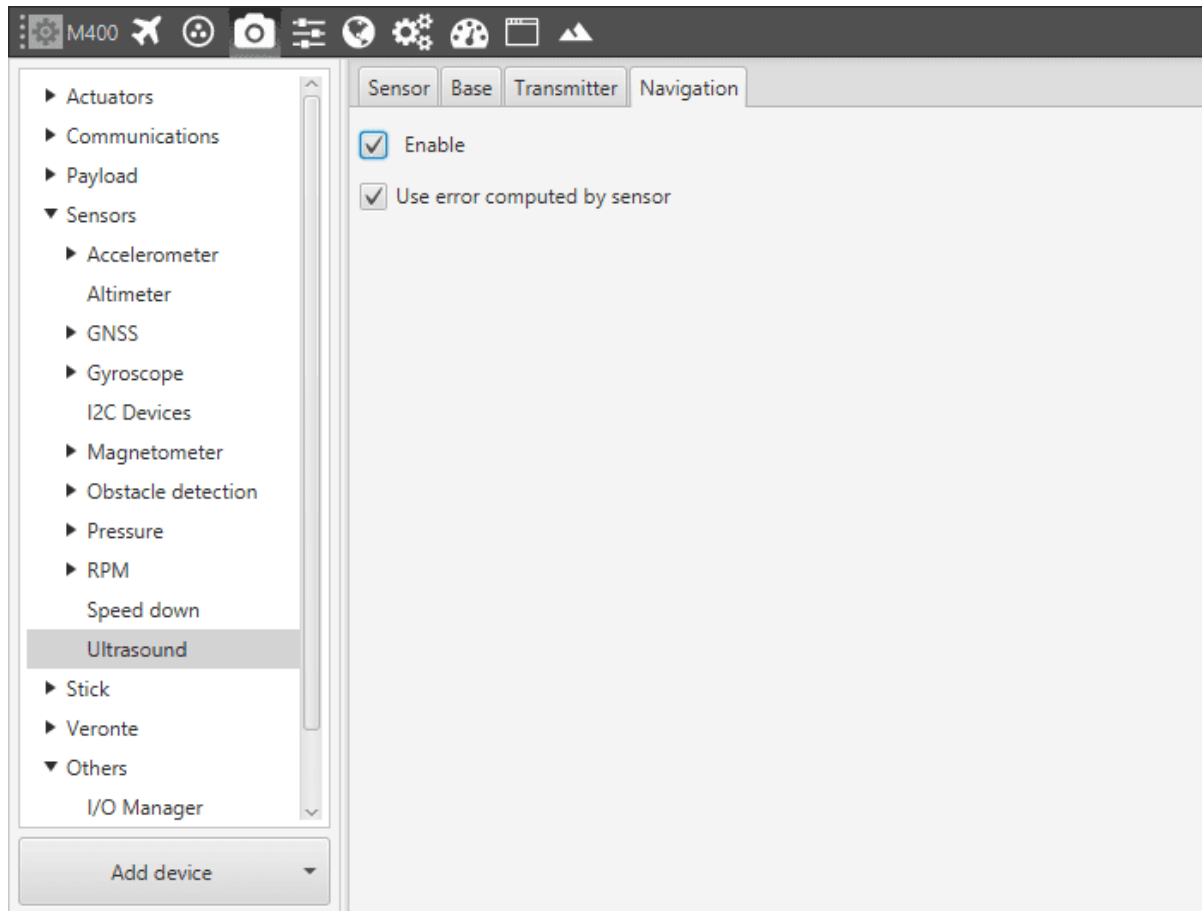 M400
Actuators
Communications
Payload
Sensors
Accelerometer
Altimeter
GNSS
Gyroscope
I2C Devices
Magnetometer
Obstacle detection
Pressure
RPM
Speed down
Ultrasound
Stick
Veronte
Others
I/O Manager
Add device
Sensor Base Transmitter Navigation
Enable
Use error computed by sensor